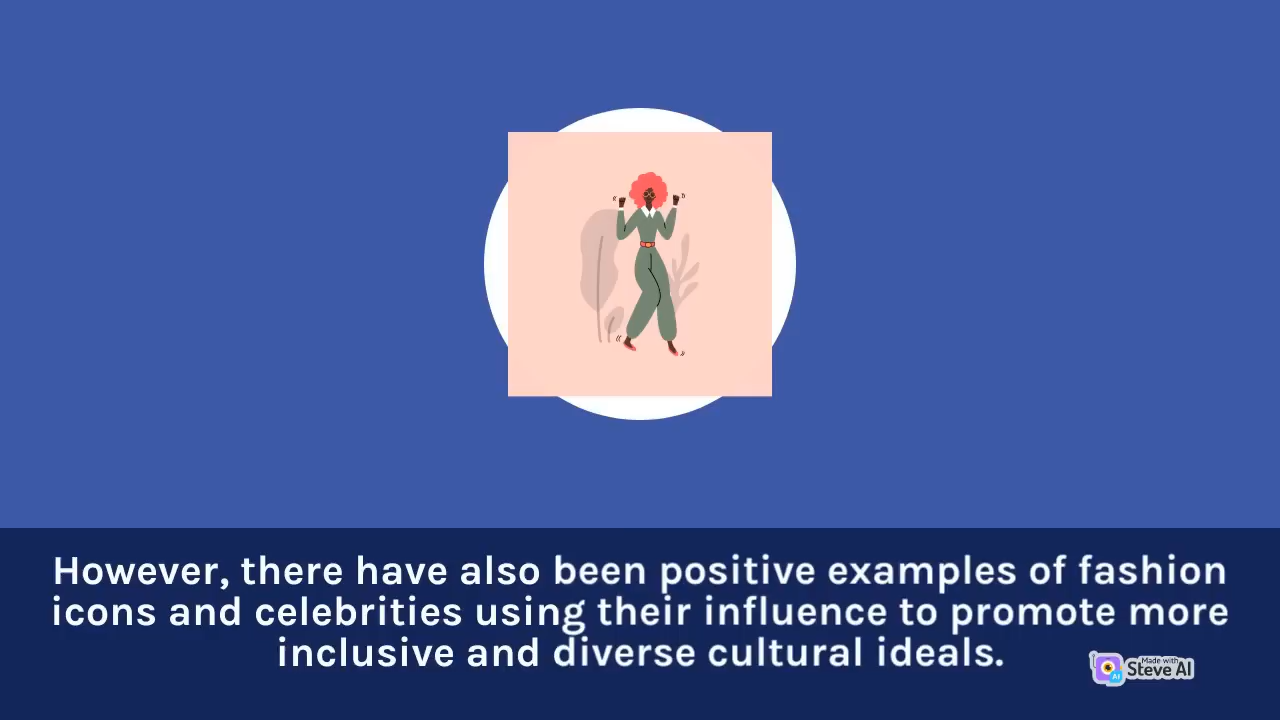 However, there have also been positive examples of fashion
icons and celebrities using their influence to promote more
inclusive and diverse cultural ideals.
Made with
Steve AI
AI